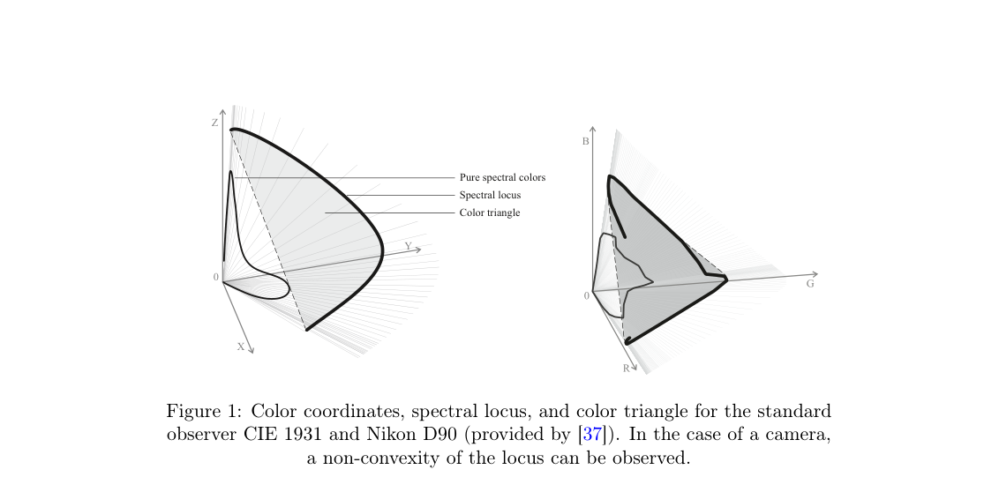 Z
B
Pure spectral colors
Spectral locus
Color triangle
Y
0
G
0
X
R
Figure 1: Color coordinates, spectral locus, and color triangle for the standard
observer CIE 1931 and Nikon D90 (provided by [37]). In the case of a camera,
a non-convexity of the locus can be observed.